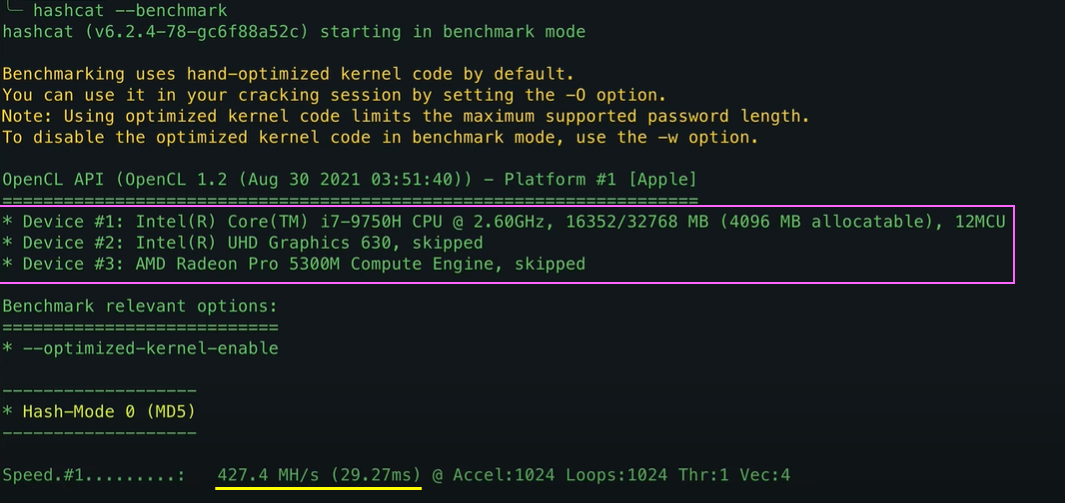 hashcat --benchmark
hashcat (v6.2.4-78-gc6f88a52c) starting in benchmark mode
Benchmarking uses hand-optimized kernel code by default.
You can use it in your cracking session by setting the -O option.
Note: Using optimized kernel code limits the maximum supported password length.
To disable the optimized kernel code in benchmark mode, use the -w option.
OpenCL API (OpenCL 1.2 (Aug 30 2021 03:51:40)) - Platform #1 [Apple]
====================================================================
* Device #1: Intel(R) Core(TM) i7-9750H CPU @ 2.60GHz, 16352/32768 MB (4096 MB allocatable), 12MCU
* Device #2: Intel(R) UHD Graphics 630, skipped
* Device #3: AMD Radeon Pro 5300M Compute Engine, skipped
Benchmark relevant options:
===========================
* --optimized-kernel-enable
-------------------
* Hash-Mode 0 (MD5)
-------------------
Speed.#1.........:   427.4 MH/s (29.27ms) @ Accel:1024 Loops:1024 Thr:1 Vec:4